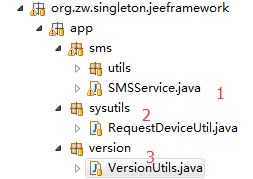 org.zw.singleton.jeeframework
app
sms
utils
SMSService.java 1
sysutils
2
RequestDeviceUtil.java
version
3
VersionUtils.java